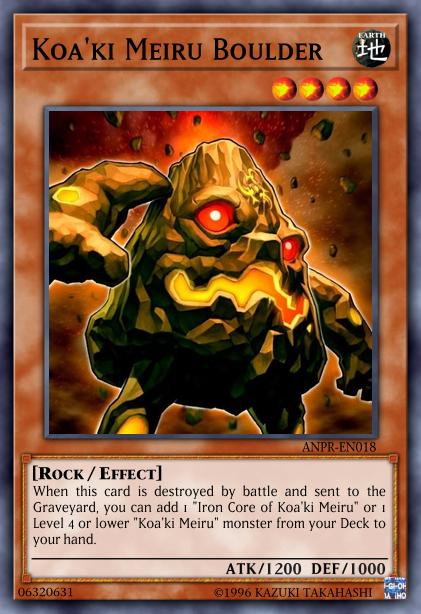 Koa'ki Meiru Boulder
EARTH
地
ANPR-EN018
[Rock / Effect]
When this card is destroyed by battle and sent to the
Graveyard, you can add 1 "Iron Core of Koa'ki Meiru" or 1
Level 4 or lower "Koa'ki Meiru" monster from your Deck to
your hand.
ATK/1200 DEF/1000
06320631
©1996 KAZUKI TAKAHASHI